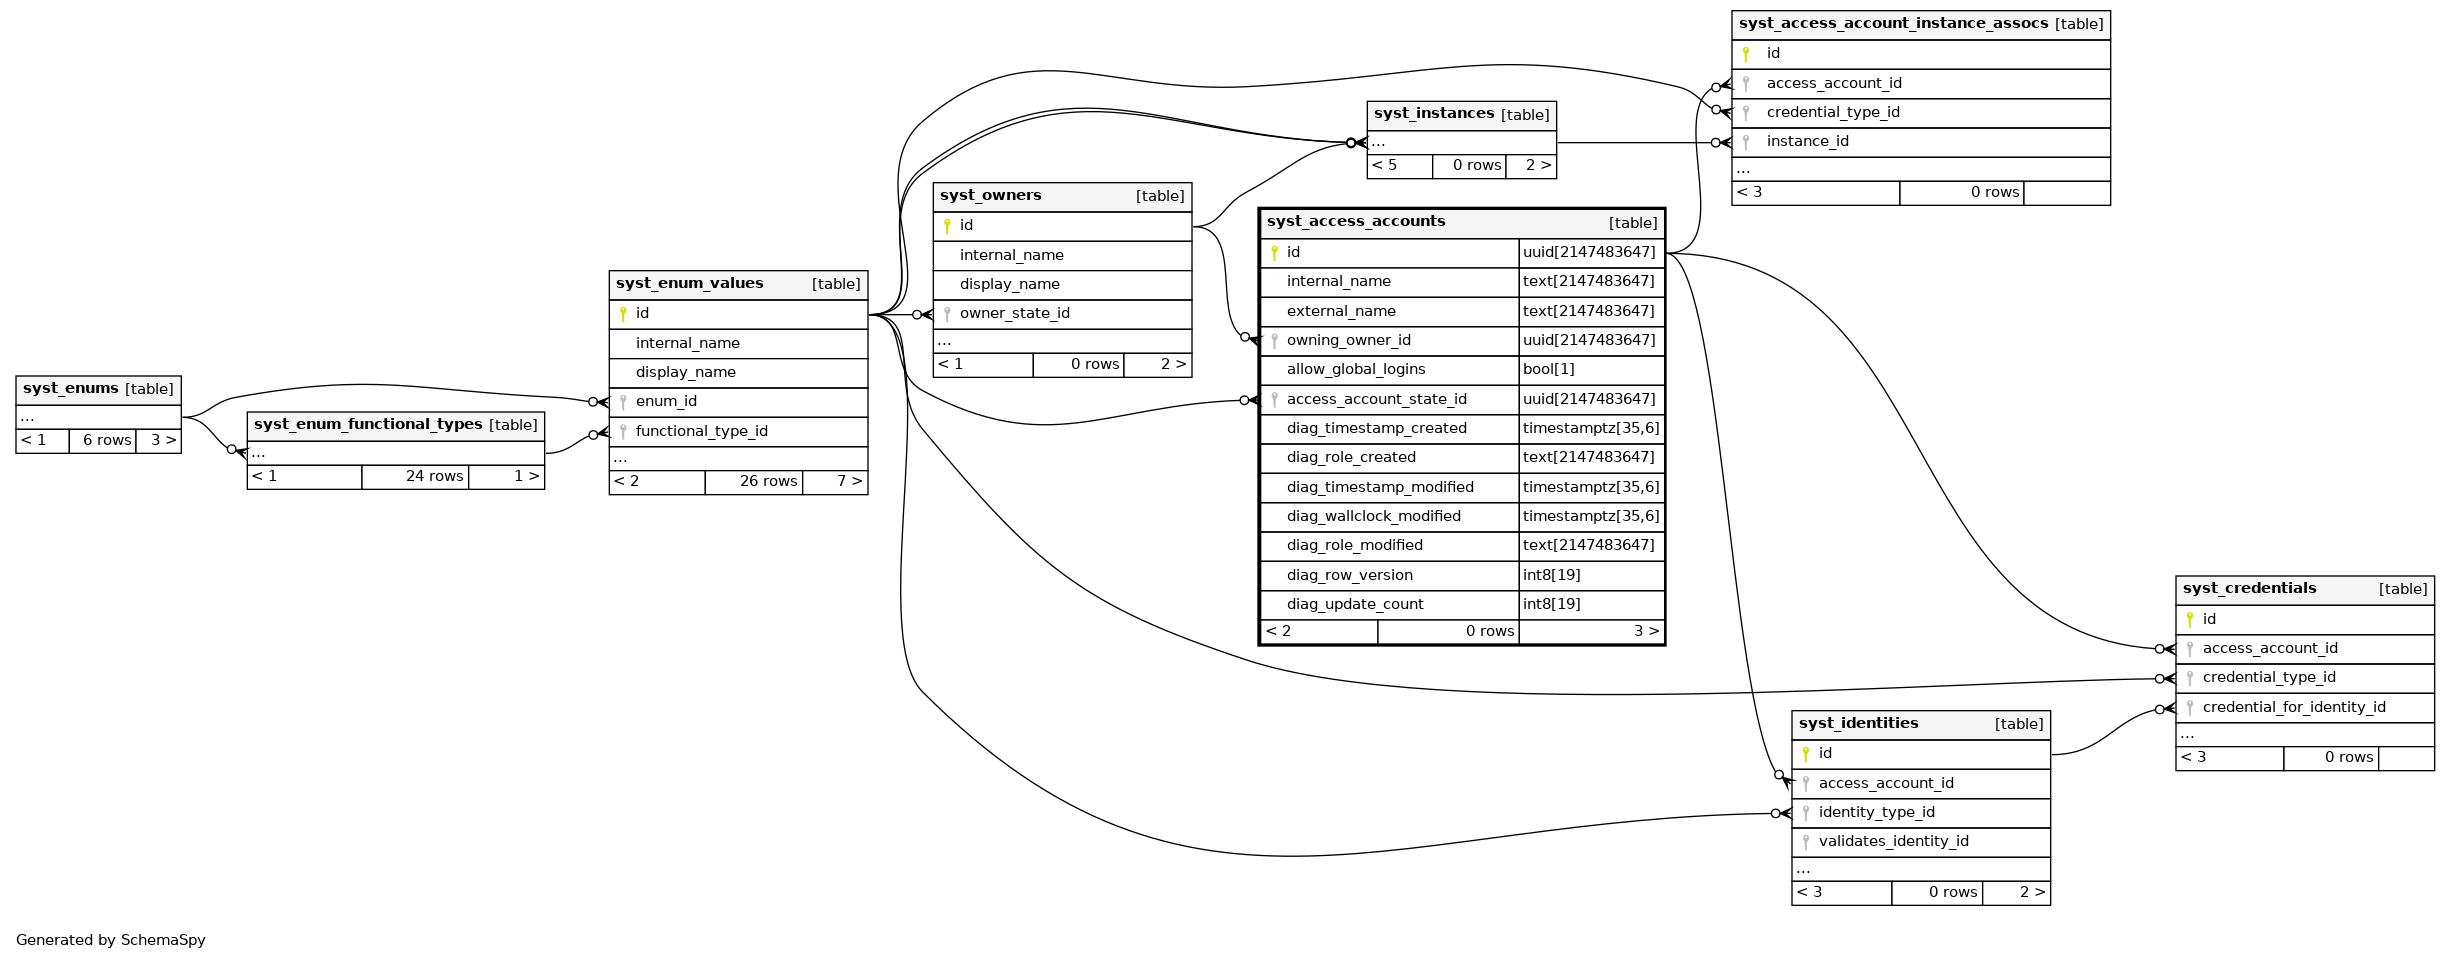 syst_access_account_instance_assocs [table]
id
access_account_id
credential_type_id
instance_id
...
< 3 0 rows
syst_instances [table]
...
< 5 0 rows 2 >
syst_owners [table]
id
internal_name
display_name
owner_state_id
...
< 1 0 rows 2 >
syst_access_accounts [table]
id uuid[2147483647]
internal_name text[2147483647]
external_name text[2147483647]
owning_owner_id uuid[2147483647]
allow_global_logins bool[1]
access_account_state_id uuid[2147483647]
diag_timestamp_created timestamptz[35,6]
diag_role_created text[2147483647]
diag_timestamp_modified timestamptz[35,6]
diag_wallclock_modified timestamptz[35,6]
diag_role_modified text[2147483647]
diag_row_version int8[19]
diag_update_count int8[19]
< 2 0 rows 3 >
syst_enum_values [table]
id
internal_name
display_name
enum_id
functional_type_id
...
< 2 26 rows 7 >
syst_enums [table]
...
< 1 6 rows 3 >
syst_enum_functional_types [table]
...
< 1 24 rows 1 >
syst_credentials [table]
id
access_account_id
credential_type_id
credential_for_identity_id
...
< 3 0 rows
syst_identities [table]
id
access_account_id
identity_type_id
validates_identity_id
...
< 3 0 rows 2 >
Generated by SchemaSpy